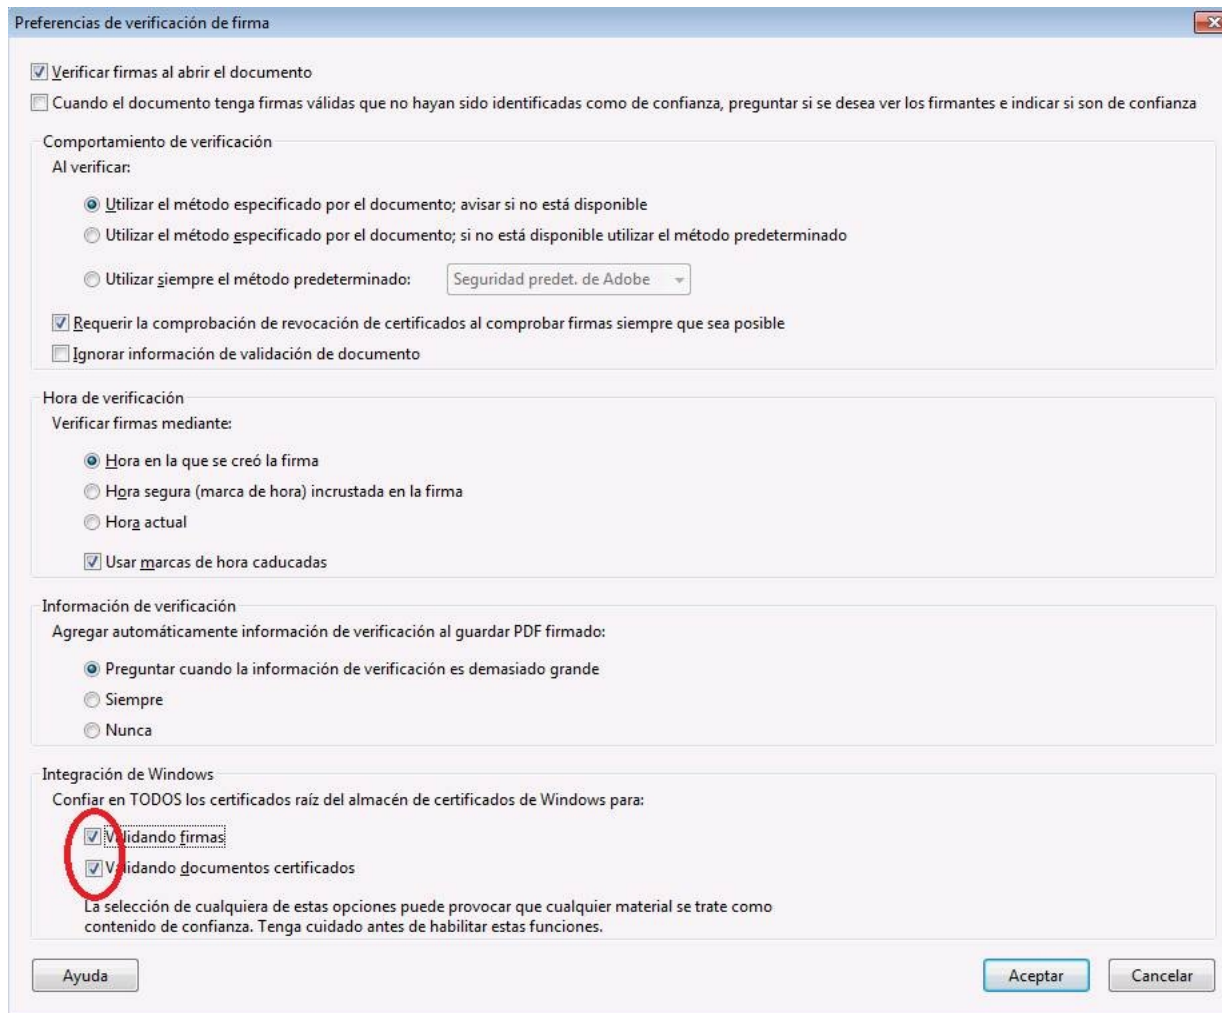 Preferencias de verificación de firma
Verificar firmas al abrir el documento
Cuando el documento tenga firmas válidas que no hayan sido identificadas como de confianza, preguntar si se desea ver los firmantes e indicar si son de confianza
Comportamiento de verificación
Al verificar:
Utilizar el método especificado por el documento; avisar si no está disponible
Utilizar el método especificado por el documento; si no está disponible utilizar el método predeterminado
Utilizar siempre el método predeterminado: Seguridad predet. de Adobe
Requerir la comprobación de revocación de certificados al comprobar firmas siempre que sea posible
Ignorar información de validación de documento
Hora de verificación
Verificar firmas mediante:
Hora en la que se creó la firma
Hora segura (marca de hora) incrustada en la firma
Hora actual
Usar marcas de hora caducadas
Información de verificación
Agregar automáticamente información de verificación al guardar PDF firmado:
Preguntar cuando la información de verificación es demasiado grande
Siempre
Nunca
Integración de Windows
Confiar en TODOS los certificados raíz del almacén de certificados de Windows para:
Validando firmas
Validando documentos certificados
La selección de cualquiera de estas opciones puede provocar que cualquier material se trate como
contenido de confianza. Tenga cuidado antes de habilitar estas funciones.
Ayuda Aceptar Cancelar